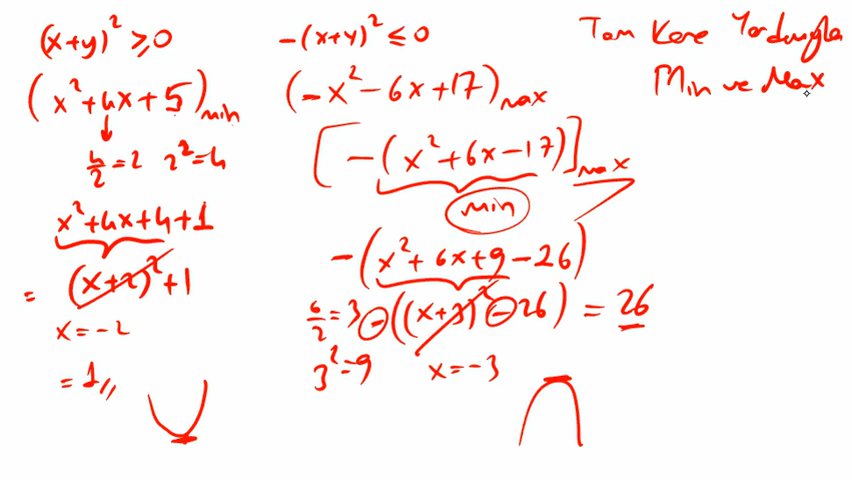 Tam Kare Yardımıyla
Min ve Max
(x+y)² ≥ 0
(x²+4x+5)min
4/2 = 2 2² = 4
x²+4x+4+1
= (x+2)²+1
x = -2
= 1//
-(x+y)² ≤ 0
(-x²-6x+17)max
[-(x²+6x-17)]max
min
-(x²+6x+9-26)
6/2 = 3 -((x+3)²-26) = 26
3² = 9 x = -3